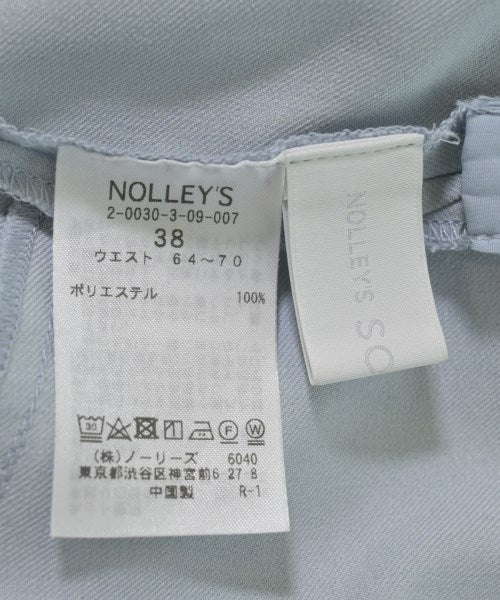 NOLLEY'S
2-0030-3-09-007
38
ウエスト 64～70
ポリエステル 100%
30
(株)ノーリーズ 6040
東京都渋谷区神宮前6-27-8
中国製 R-1
NOLLEY'S SO